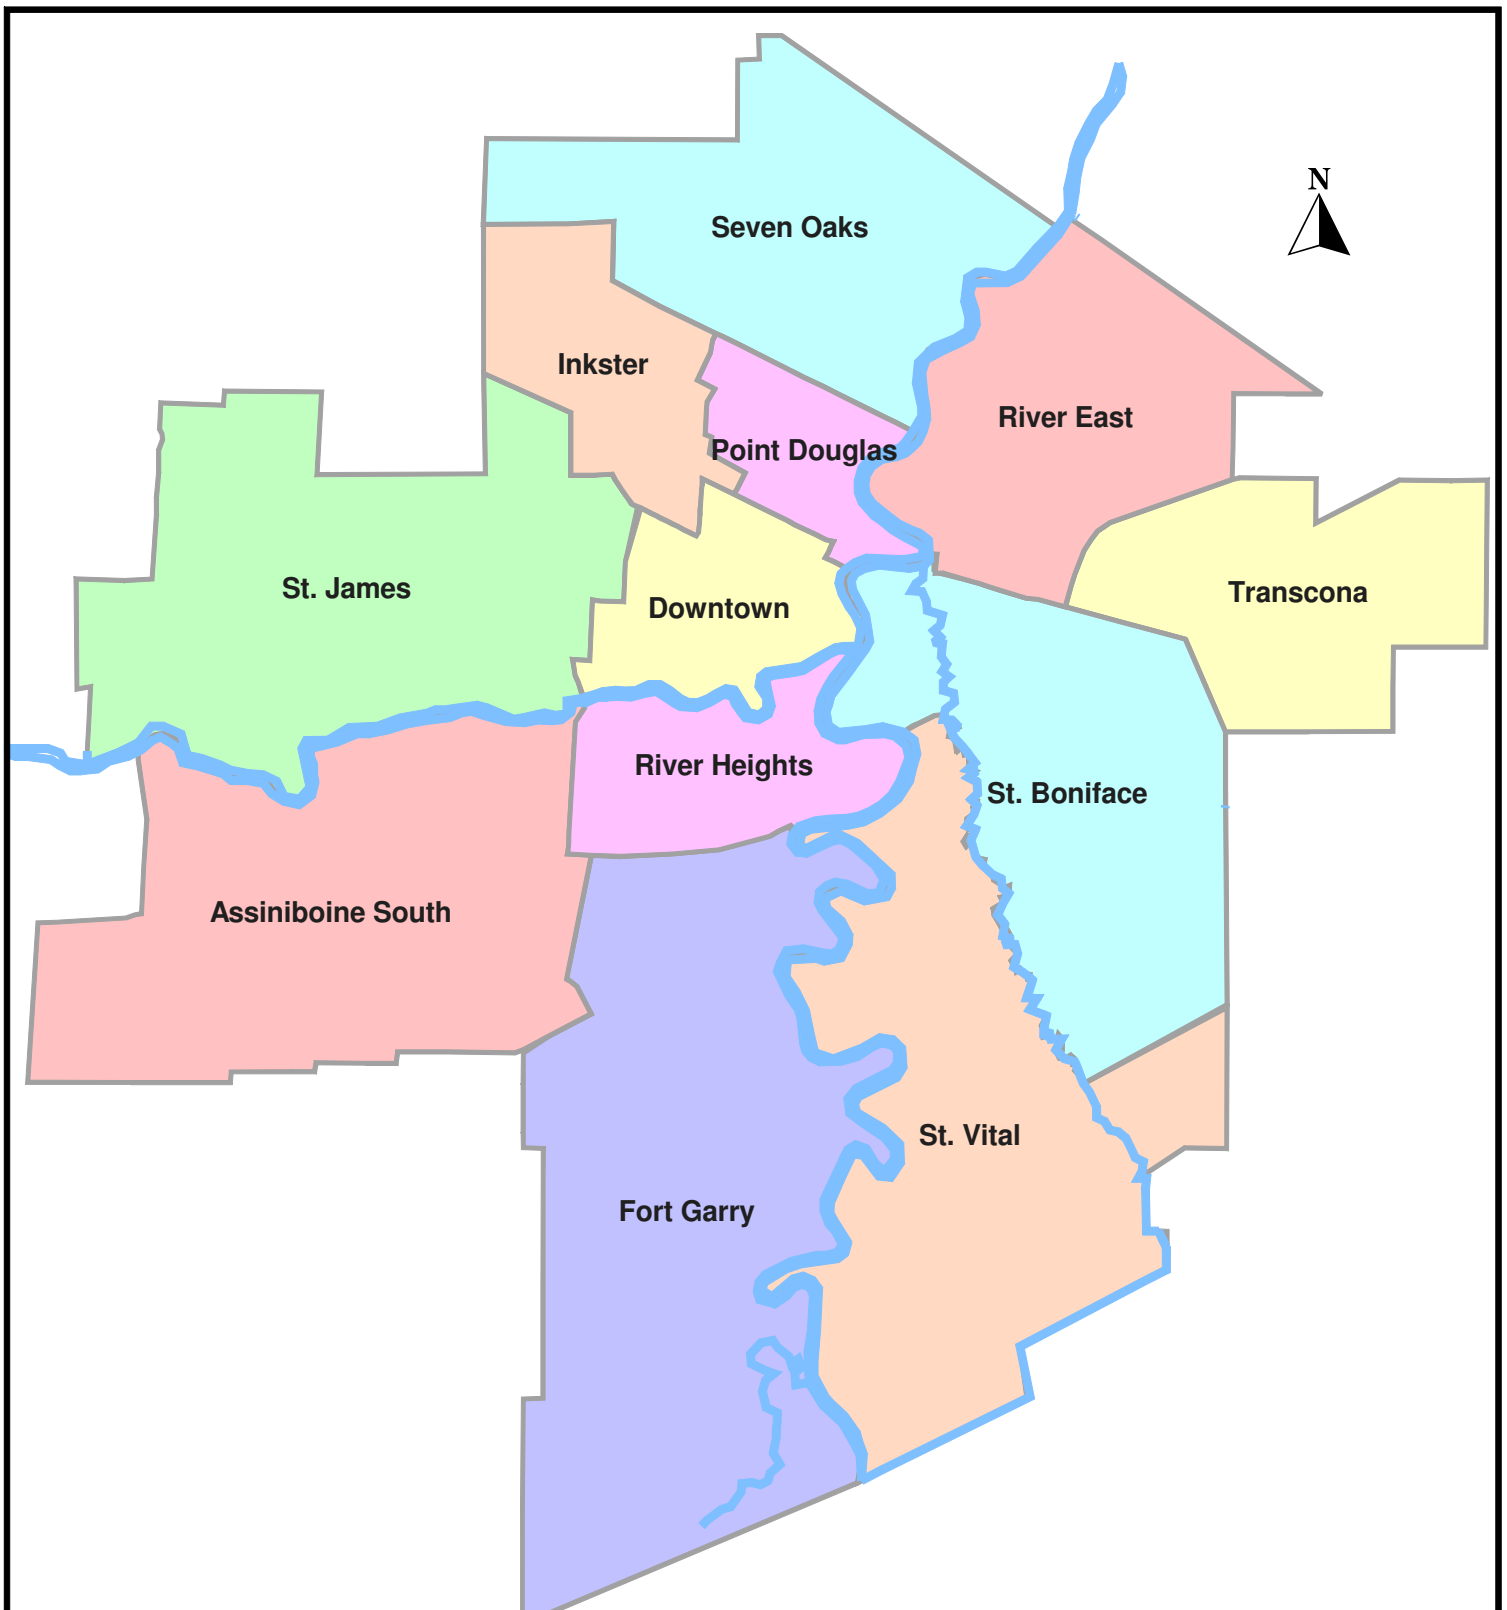 N
Seven Oaks
Inkster
River East
Point Douglas
St. James
Transcona
Downtown
River Heights
St. Boniface
Assiniboine South
St. Vital
Fort Garry